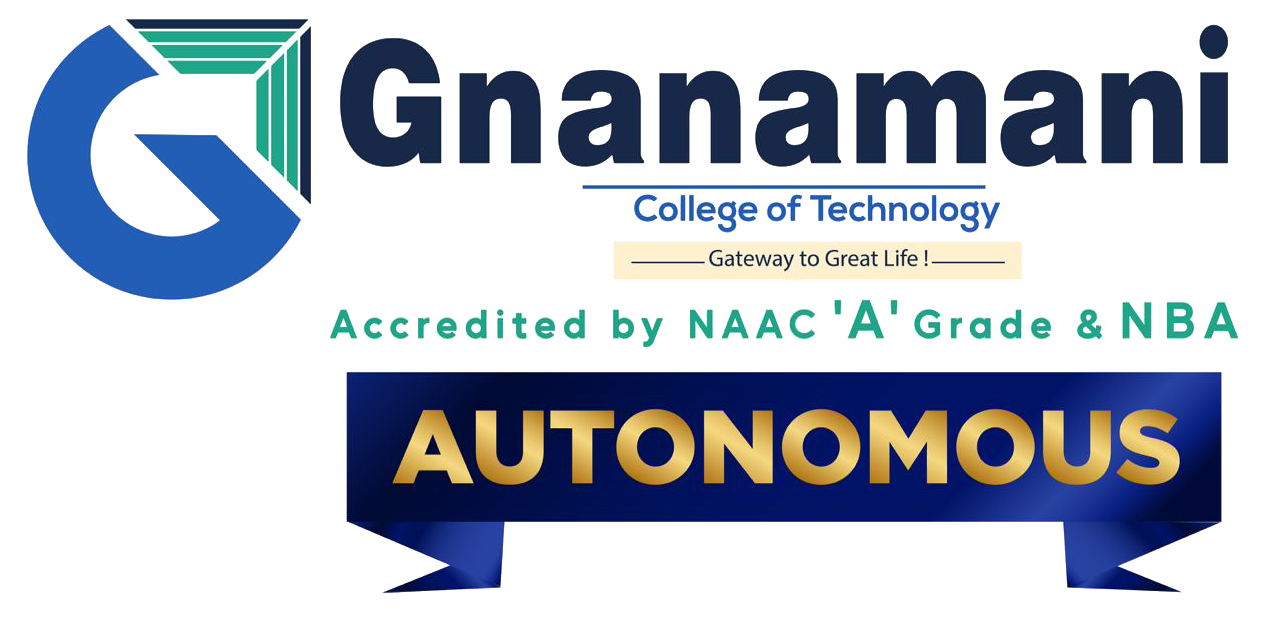 Gnanamani
College of Technology
Gateway to Great Life !
Accredited by NAAC 'A' Grade & NBA
AUTONOMOUS